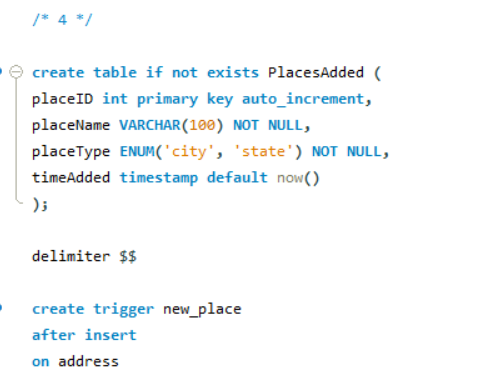 /* 4 */
create table if not exists PlacesAdded (
placeID int primary key auto_increment,
placeName VARCHAR(100) NOT NULL,
placeType ENUM('city', 'state') NOT NULL,
timeAdded timestamp default now()
);
delimiter $$
create trigger new_place
after insert
on address